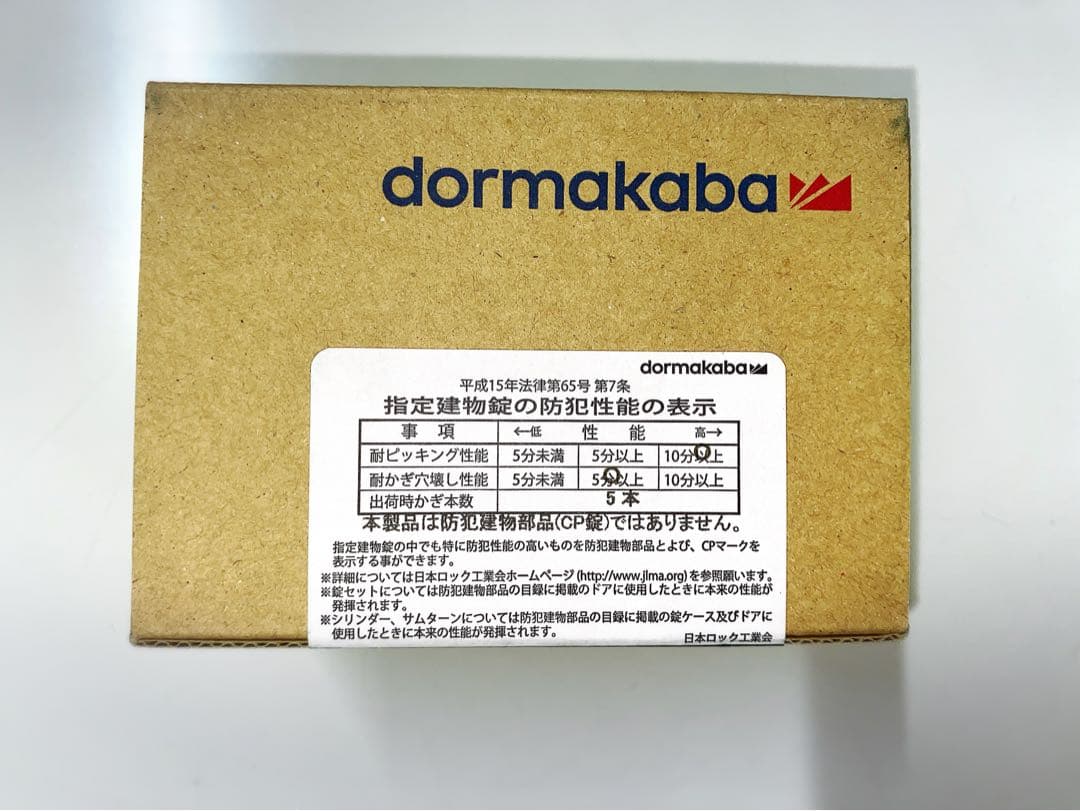 dormakaba
dormakaba
平成15年法律第65号 第7条
指定建物錠の防犯性能の表示
事 項 ←低 性 能 高→
耐ピッキング性能 5分未満 5分以上 10分以上
耐かぎ穴壊し性能 5分未満 5分以上 10分以上
出荷時かぎ本数 5 本
本製品は防犯建物部品(CP錠)ではありません。
指定建物錠の中でも特に防犯性能の高いものを防犯建物部品とよび、CPマークを
表示する事ができます。
※詳細については日本ロック工業会ホームページ(http://www.jlma.org)を参照願います。
※錠セットについては防犯建物部品の目録に掲載のドアに使用したときに本来の性能が
発揮されます。
※シリンダー、サムターンについては防犯建物部品の目録に掲載の錠ケース及びドアに
使用したときに本来の性能が発揮されます。
日本ロック工業会